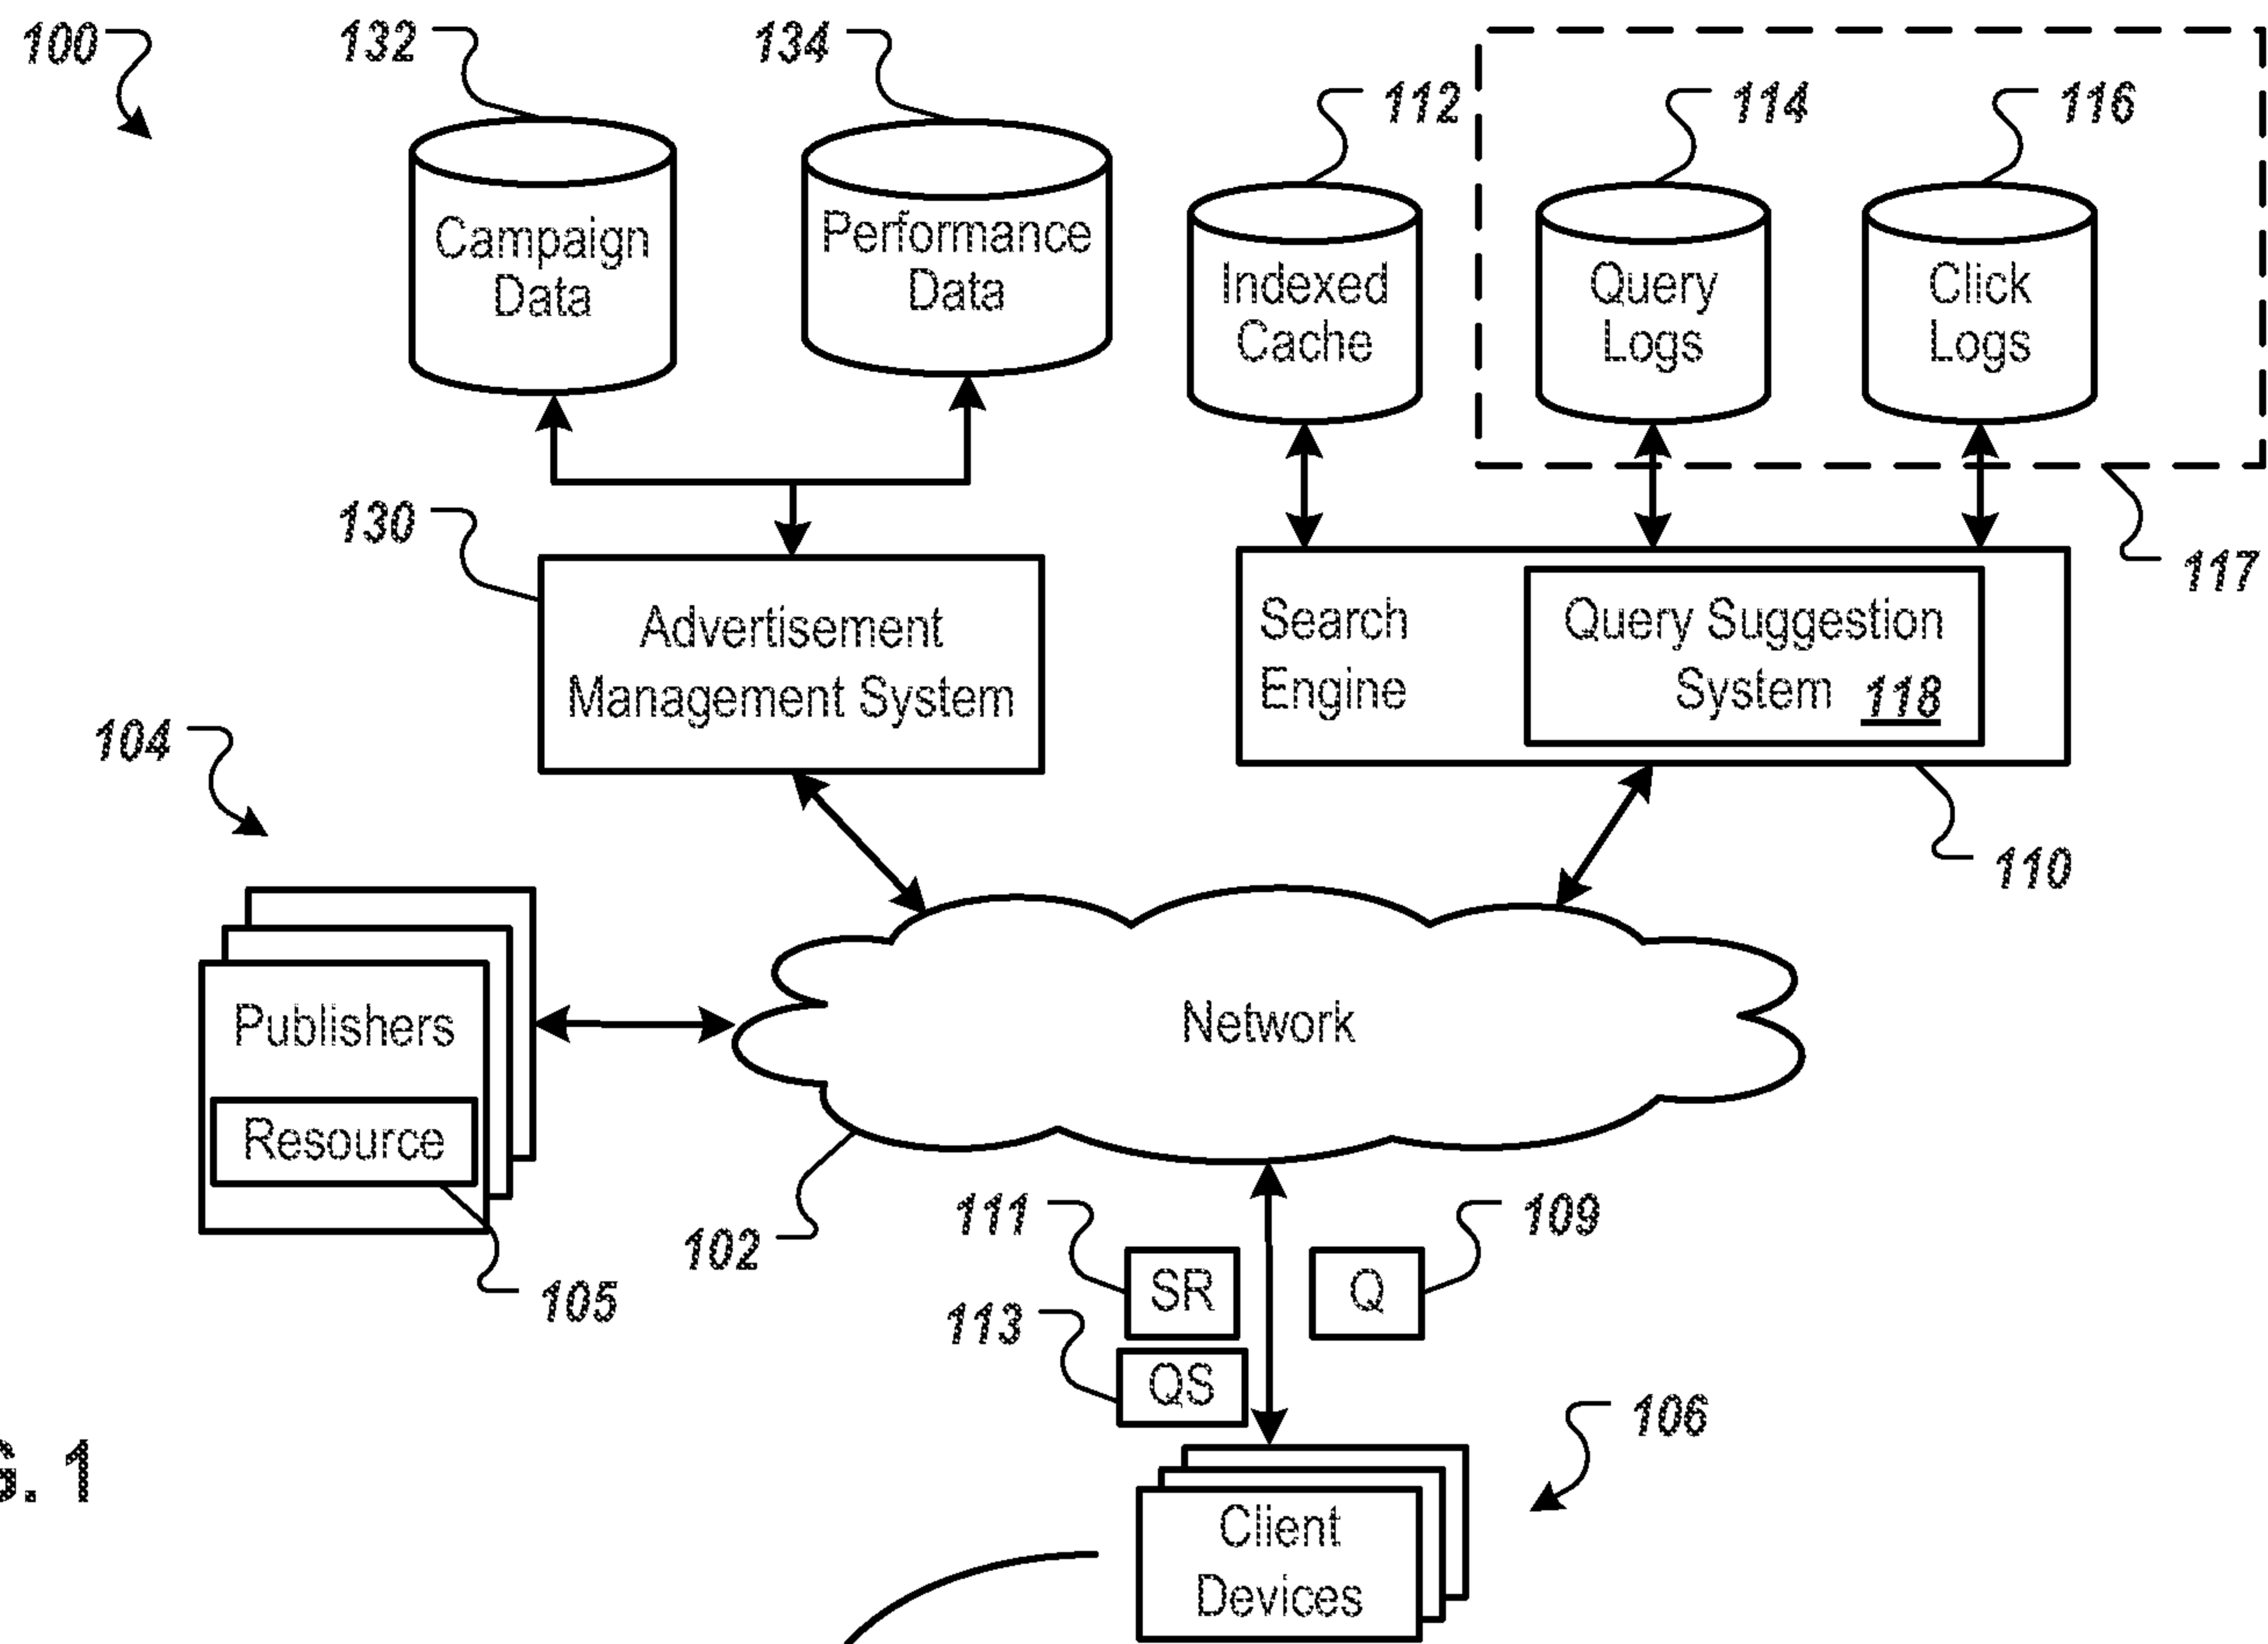 100
132
134
112
114
116
Campaign
Data
Performance
Data
Indexed
Cache
Query
Logs
Click
Logs
130
117
Advertisement
Management System
Search
Engine
Query Suggestion
System 118
104
110
Publishers
Resource
Network
102
105
111
SR
109
Q
113
QS
106
G. 1
Client
Devices